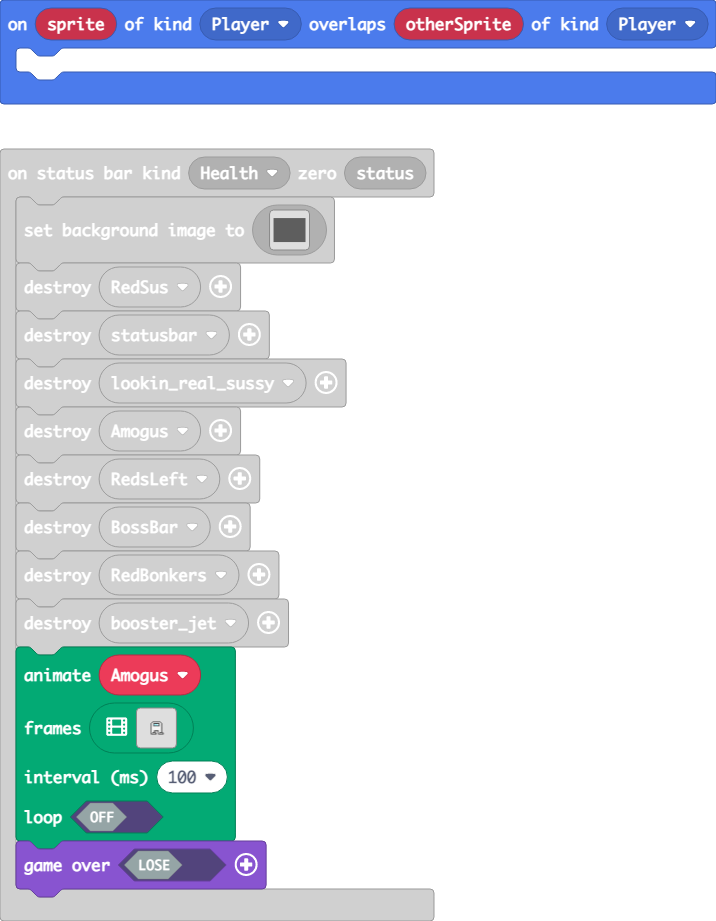 on sprite of kind Player overlaps otherSprite of kind Player
on status bar kind Health zero status
set background image to
destroy RedSus
destroy statusbar
destroy lookin_real_sussy
destroy Amogus
destroy RedsLeft
destroy BossBar
destroy RedBonkers
destroy booster_jet
animate Amogus
frames
interval (ms) 100
loop OFF
game over LOSE